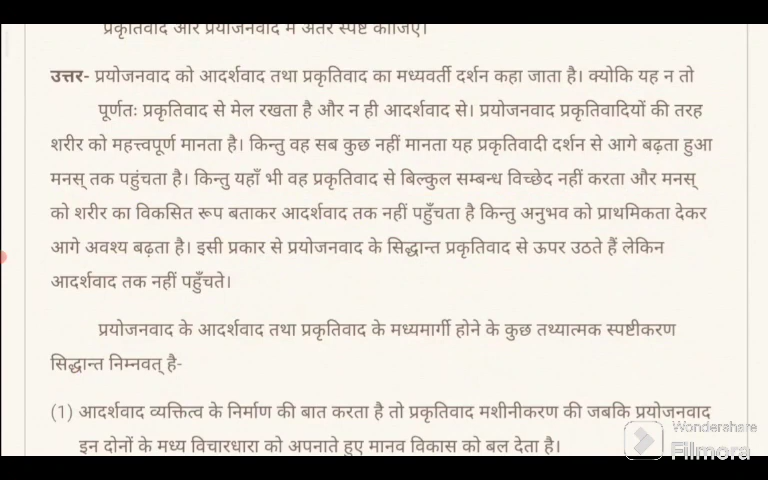 प्रकृतिवाद और प्रयोजनवाद में अंतर स्पष्ट कीजिए।
उत्तर- प्रयोजनवाद को आदर्शवाद तथा प्रकृतिवाद का मध्यवर्ती दर्शन कहा जाता है। क्योकि यह न तो
पूर्णतः प्रकृतिवाद से मेल रखता है और न ही आदर्शवाद से। प्रयोजनवाद प्रकृतिवादियों की तरह
शरीर को महत्त्वपूर्ण मानता है। किन्तु वह सब कुछ नहीं मानता यह प्रकृतिवादी दर्शन से आगे बढ़ता हुआ
मनस् तक पहुंचता है। किन्तु यहाँ भी वह प्रकृतिवाद से बिल्कुल सम्बन्ध विच्छेद नहीं करता और मनस्
को शरीर का विकसित रूप बताकर आदर्शवाद तक नहीं पहुँचता है किन्तु अनुभव को प्राथमिकता देकर
आगे अवश्य बढ़ता है। इसी प्रकार से प्रयोजनवाद के सिद्धान्त प्रकृतिवाद से ऊपर उठते हैं लेकिन
आदर्शवाद तक नहीं पहुँचते।
प्रयोजनवाद के आदर्शवाद तथा प्रकृतिवाद के मध्यमार्गी होने के कुछ तथ्यात्मक स्पष्टीकरण
सिद्धान्त निम्नवत् है-
(1) आदर्शवाद व्यक्तित्व के निर्माण की बात करता है तो प्रकृतिवाद मशीनीकरण की जबकि प्रयोजनवाद
इन दोनों के मध्य विचारधारा को अपनाते हुए मानव विकास को बल देता है।
Wondershare
Filmora